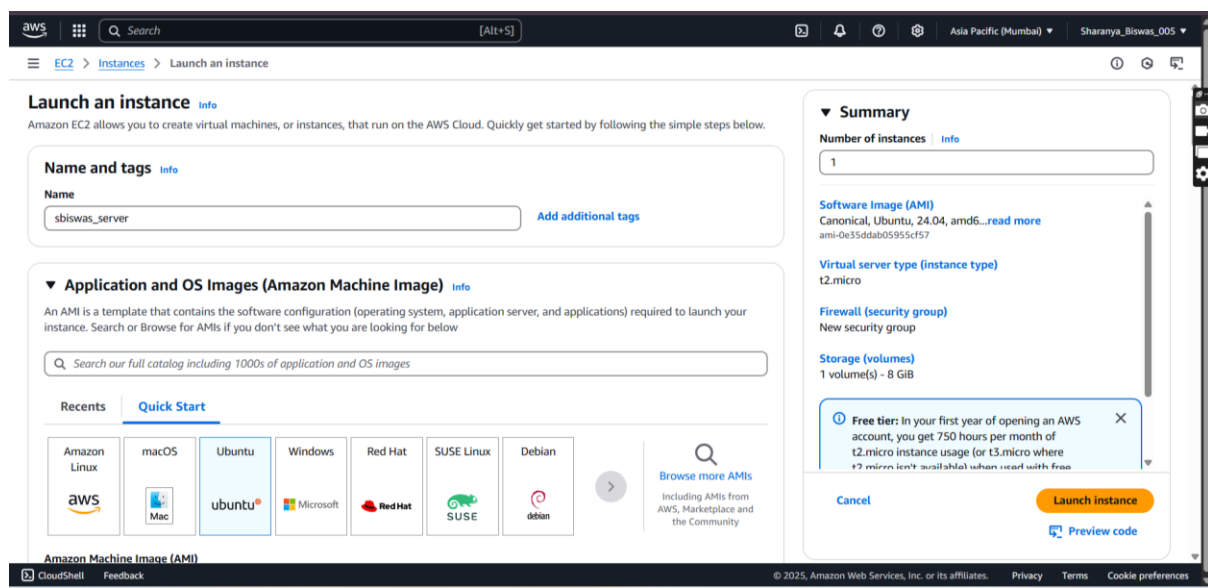 aws
Search [Alt+S]
Asia Pacific (Mumbai) ▼ Sharanya_Biswas_005 ▼
EC2 > Instances > Launch an instance
Launch an instance Info
Amazon EC2 allows you to create virtual machines, or instances, that run on the AWS Cloud. Quickly get started by following the simple steps below.
Name and tags Info
Name
sbiswas_server
Add additional tags
▼ Application and OS Images (Amazon Machine Image) Info
An AMI is a template that contains the software configuration (operating system, application server, and applications) required to launch your
instance. Search or Browse for AMIs if you don't see what you are looking for
below
Search our full catalog including 1000s of application and OS images
Recents Quick Start
Amazon
Linux
aws
macOS
Mac
Ubuntu
ubuntu
Windows
Microsoft
Red Hat
Red Hat
SUSE Linux
SUSE
Debian
debian
Browse more AMIs
Including AMIs from
AWS, Marketplace and
the Community
Amazon Machine Image (AMI)
▼ Summary
Number of instances Info
1
Software Image (AMI)
Canonical, Ubuntu, 24.04, amd6...read more
ami-0e35ddab05955cf57
Virtual server type (instance type)
t2.micro
Firewall (security group)
New security group
Storage (volumes)
1 volume(s) - 8 GiB
Free tier: In your first year of opening an AWS
account, you get 750 hours per month of
t2.micro instance usage (or t3.micro where
t2.micro isn't available) when used with free
Cancel
Launch instance
Preview code
CloudShell Feedback
© 2025, Amazon Web Services, Inc. or its affiliates. Privacy Terms Cookie preferences